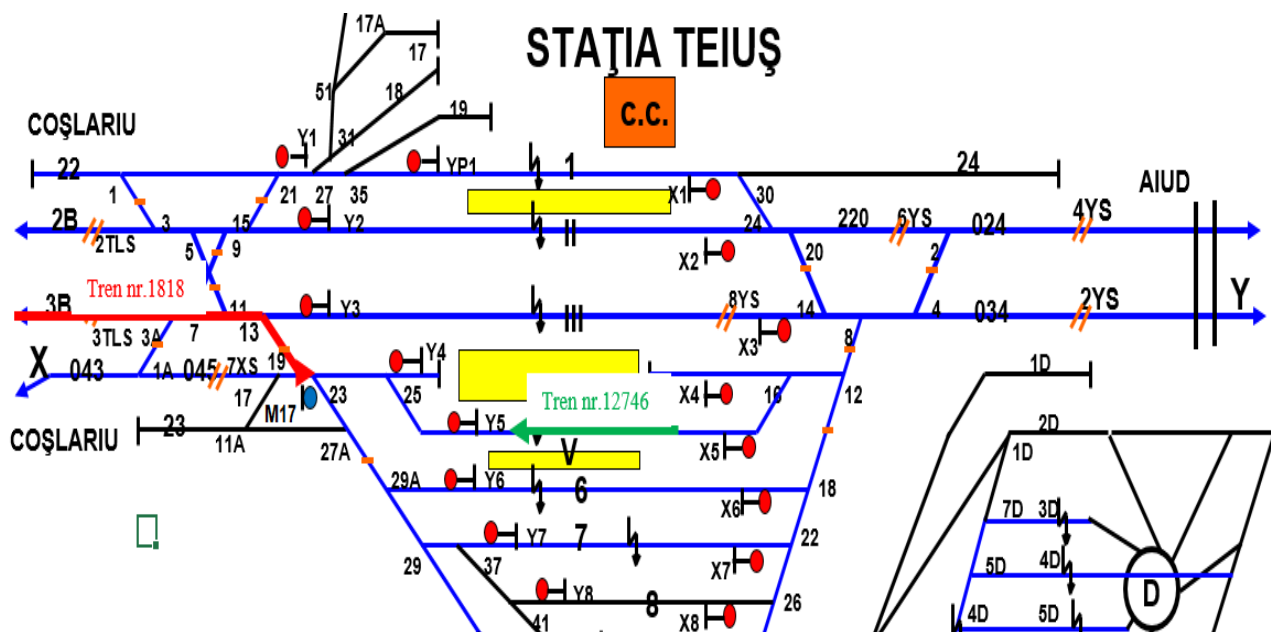 STAŢIA TEIUŞ
C.C.
17A
17
51
18
31
19
COŞLARIU
Y1
YP1
22
1
24
AIUD
1
21
27
35
X1
30
3
15
Y2
2B
2TLS
5
9
II
24
220
6YS
024
4YS
X2
20
2
Tren nr.1818
3B
11
Y3
8YS
14
4
034
2YS
Y
3TLS
3A
7
13
III
X3
8
X
043
1A
045
7XS
19
Y4
1D
17
M17
23
25
Tren nr.12746
X4
16
12
COŞLARIU
23
11A
Y5
V
X5
2D
1D
27A
29A
Y6
6
X6
18
7D
3D
Y7
7
22
29
37
X7
5D
4D
D
Y8
8
26
41
X8
4D
5D